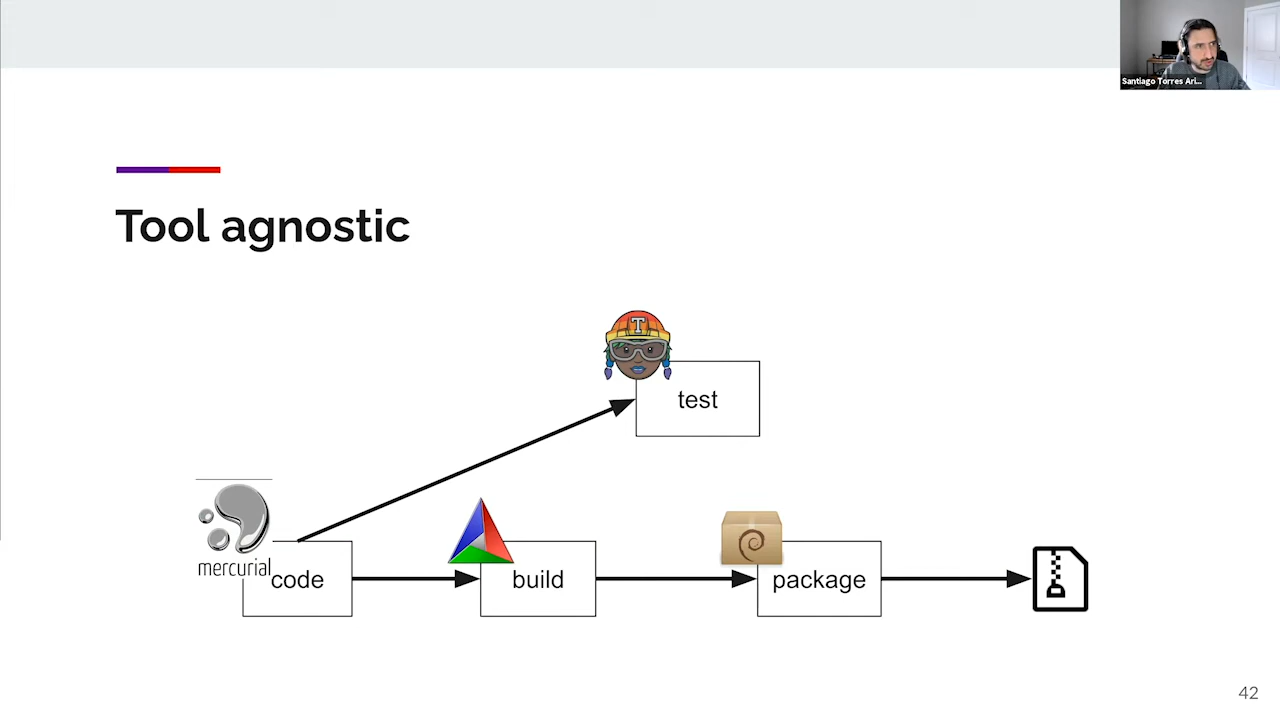 Santiago Torres Ari...
Tool agnostic
T
test
mercurial
code
build
package
42